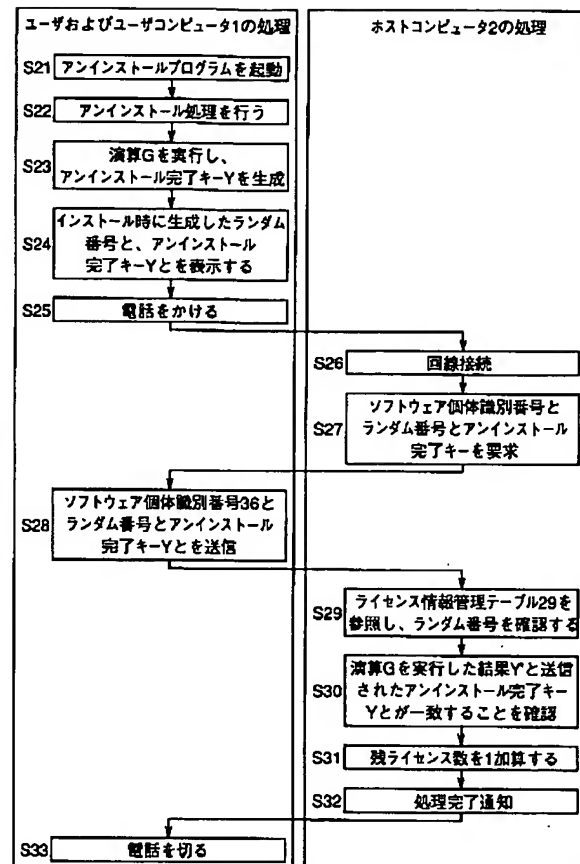 ユーザおよびユーザコンピュータ1の処理
ホストコンピュータ2の処理
S21
アンインストールプログラムを起動
S22
アンインストール処理を行う
S23
演算Gを実行し、
アンインストール完了キーYを生成
S24
インストール時に生成したランダム
番号と、アンインストール
完了キーYとを表示する
S25
電話をかける
S26
回線接続
S27
ソフトウェア個体識別番号と
ランダム番号とアンインストール
完了キーを要求
S28
ソフトウェア個体識別番号36と
ランダム番号とアンインストール
完了キーYとを送信
S29
ライセンス情報管理テーブル29を
参照し、ランダム番号を確認する
S30
演算Gを実行した結果Y'と送信
されたアンインストール完了キー
Yとが一致することを確認
S31
残ライセンス数を1加算する
S32
処理完了通知
S33
電話を切る